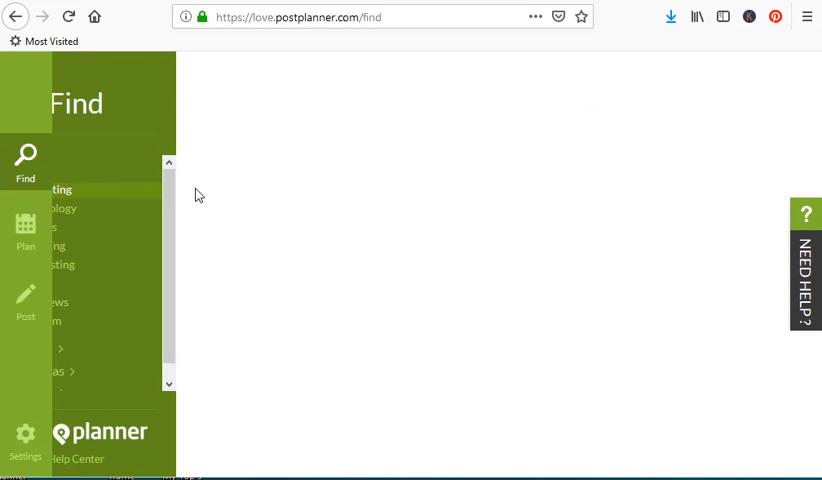 https://love.postplanner.com/find
Most Visited
Find
Find
ting
ology
s
ng
sting
ews
m
as
Plan
Post
planner
Settings
Help Center
?
NEED HELP ?